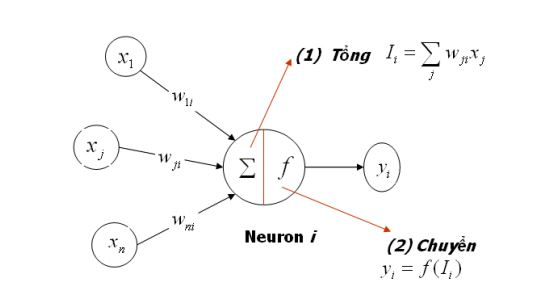 x₁
(1) Tổng Iᵢ = ∑ⱼ wⱼᵢxⱼ
w₁ᵢ
xⱼ
wⱼᵢ
∑ f
yᵢ
wₙᵢ
xₙ
Neuron i
(2) Chuyển
yᵢ = f(Iᵢ)